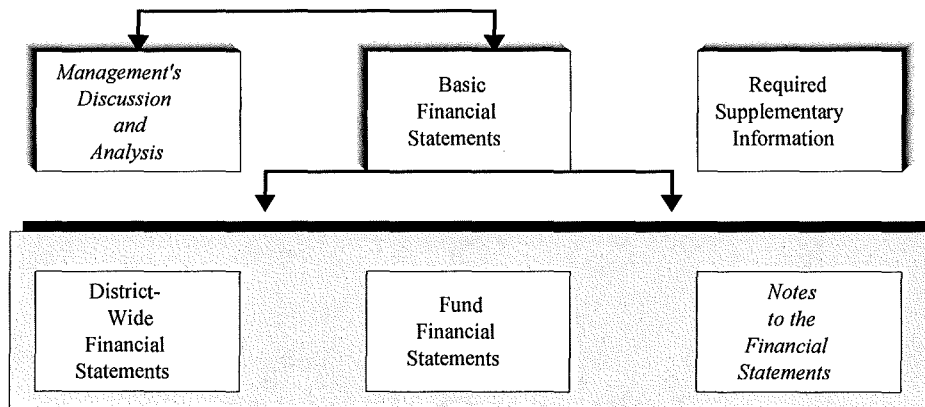 Management's
Discussion
and
Analysis
Basic
Financial
Statements
Required
Supplementary
Information
District-
Wide
Financial
Statements
Fund
Financial
Statements
Notes
to the
Financial
Statements